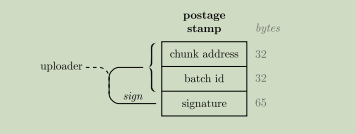 postage
stamp
bytes
chunk address 32
uploader
batch id 32
sign
signature 65